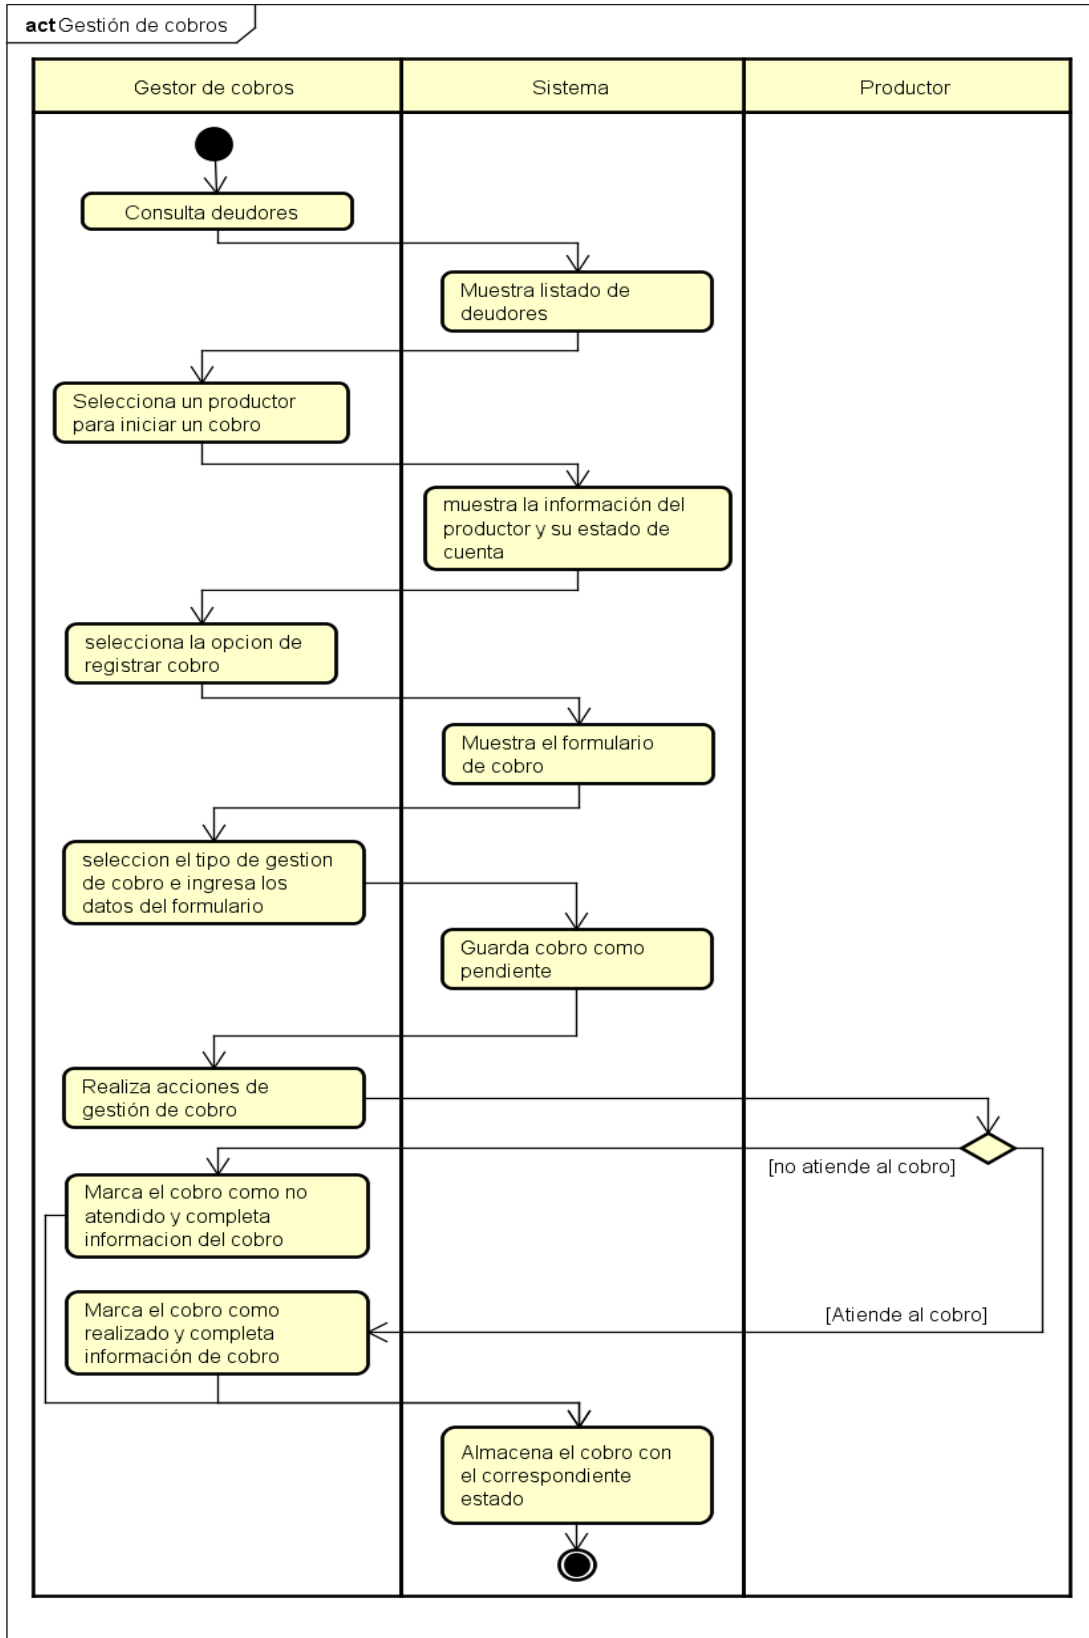 act Gestión de cobros
Gestor de cobros
Sistema
Productor
Consulta deudores
Muestra listado de
deudores
Selecciona un productor
para iniciar un cobro
muestra la información del
productor y su estado de
cuenta
selecciona la opcion de
registrar cobro
Muestra el formulario
de cobro
seleccion el tipo de gestion
de cobro e ingresa los
datos del formulario
Guarda cobro como
pendiente
Realiza acciones de
gestión de cobro
[no atiende al cobro]
Marca el cobro como no
atendido y completa
informacion del cobro
Marca el cobro como
realizado y completa
información de cobro
[Atiende al cobro]
Almacena el cobro con
el correspondiente
estado